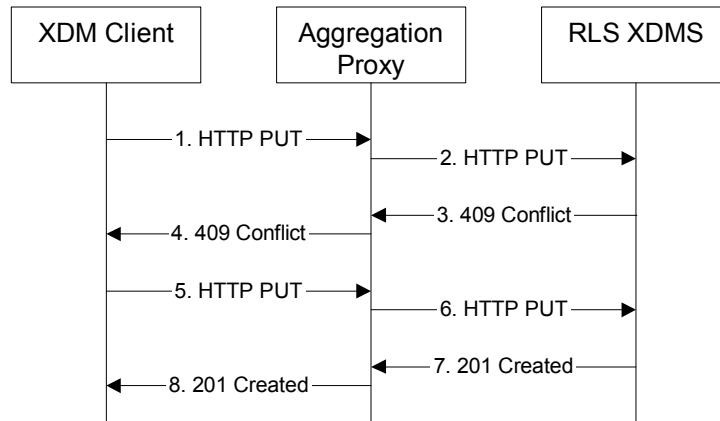 XDM Client
Aggregation
Proxy
RLS XDMS
1. HTTP PUT
2. HTTP PUT
3. 409 Conflict
4. 409 Conflict
5. HTTP PUT
6. HTTP PUT
7. 201 Created
8. 201 Created